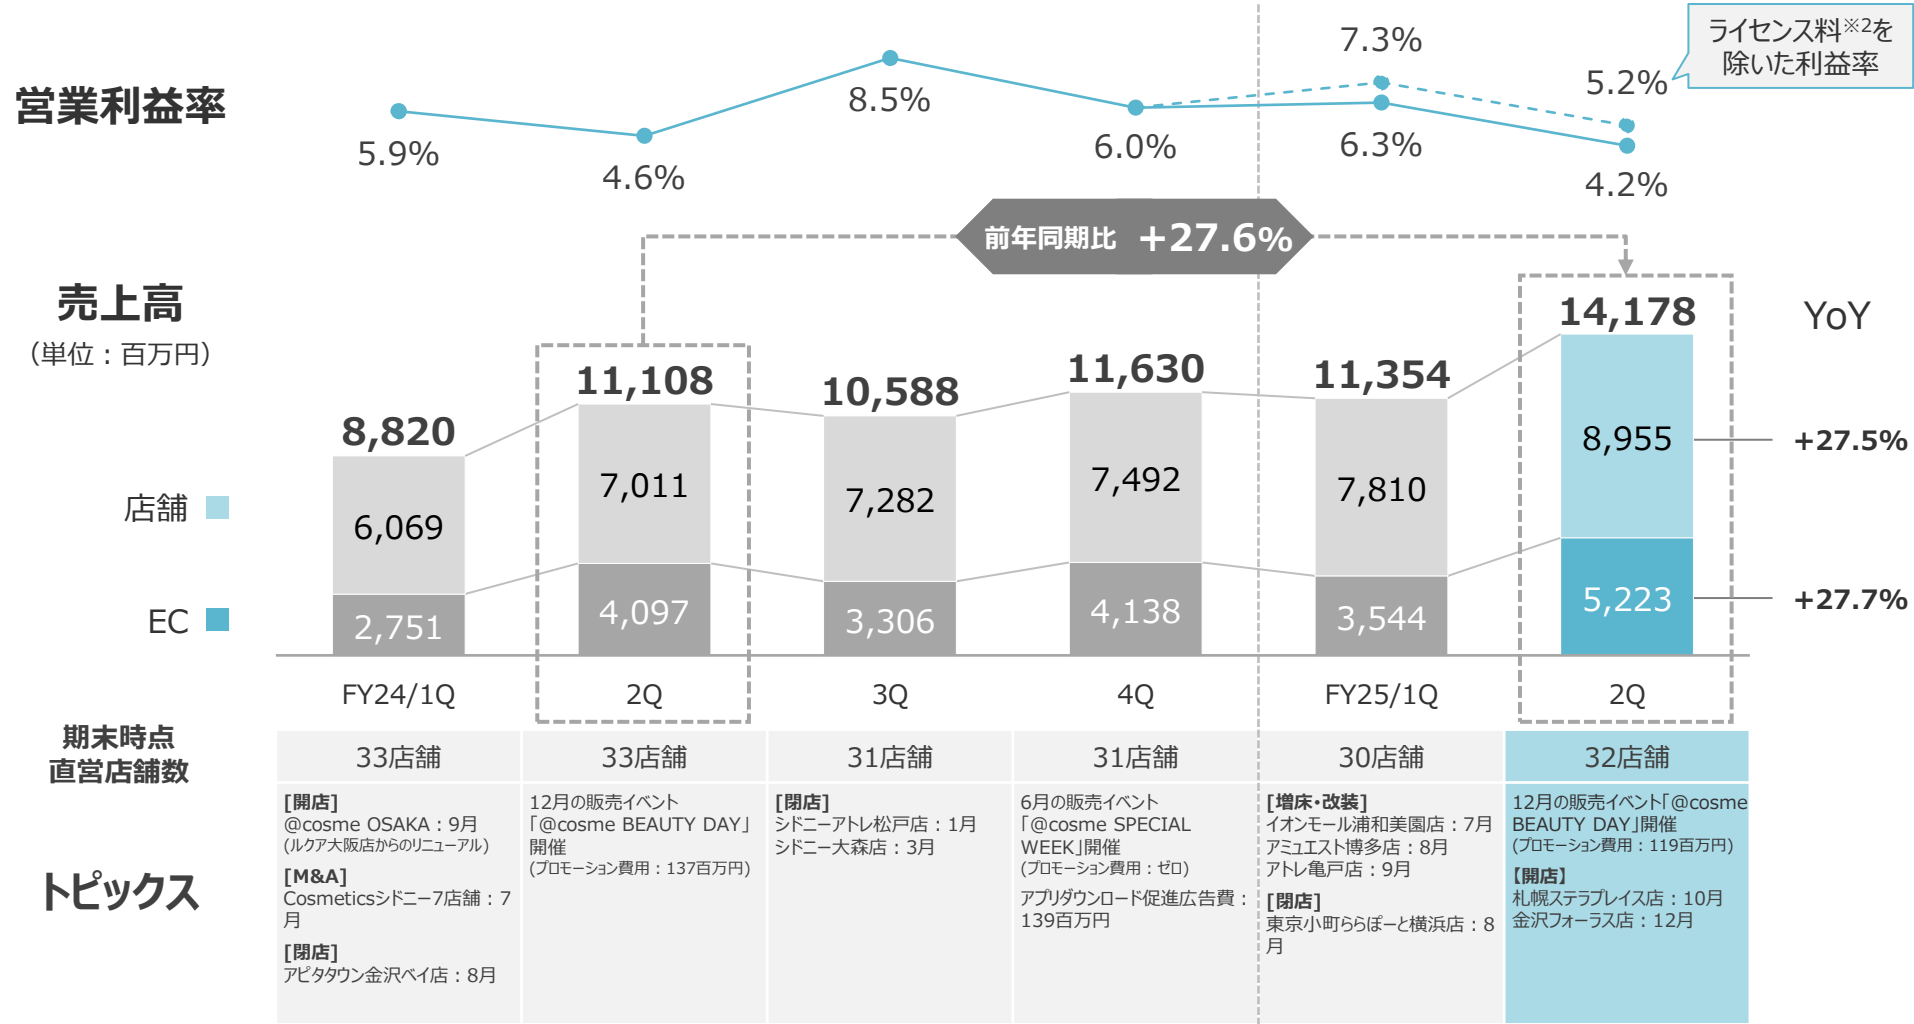 営業利益率
5.9%
4.6%
8.5%
6.0%
7.3%
6.3%
5.2%
4.2%
ライセンス料※2を
除いた利益率
前年同期比 +27.6%
売上高
（単位：百万円）
YoY
8,820
11,108
10,588
11,630
11,354
14,178
店舗
6,069
7,011
7,282
7,492
7,810
8,955
+27.5%
EC
2,751
4,097
3,306
4,138
3,544
5,223
+27.7%
FY24/1Q
2Q
3Q
4Q
FY25/1Q
2Q
期末時点
直営店舗数
33店舗
33店舗
31店舗
31店舗
30店舗
32店舗
トピックス
[開店]
@cosme OSAKA：9月
(ルクア大阪店からのリニューアル)
[M&A]
Cosmeticsシドニー7店舗：7
月
[閉店]
アピタタウン金沢ベイ店：8月
12月の販売イベント
「@cosme BEAUTY DAY」
開催
(プロモーション費用：137百万円)
[閉店]
シドニーアトレ松戸店：1月
シドニー大森店：3月
6月の販売イベント
「@cosme SPECIAL
WEEK」開催
(プロモーション費用：ゼロ)
アプリダウンロード促進広告費：
139百万円
[増床・改装]
イオンモール浦和美園店：7月
アミュエスト博多店：8月
アトレ亀戸店：9月
[閉店]
東京小町ららぽーと横浜店：8
月
12月の販売イベント「@cosme
BEAUTY DAY」開催
(プロモーション費用：119百万円)
【開店】
札幌ステラプレイス店：10月
金沢フォーラス店：12月